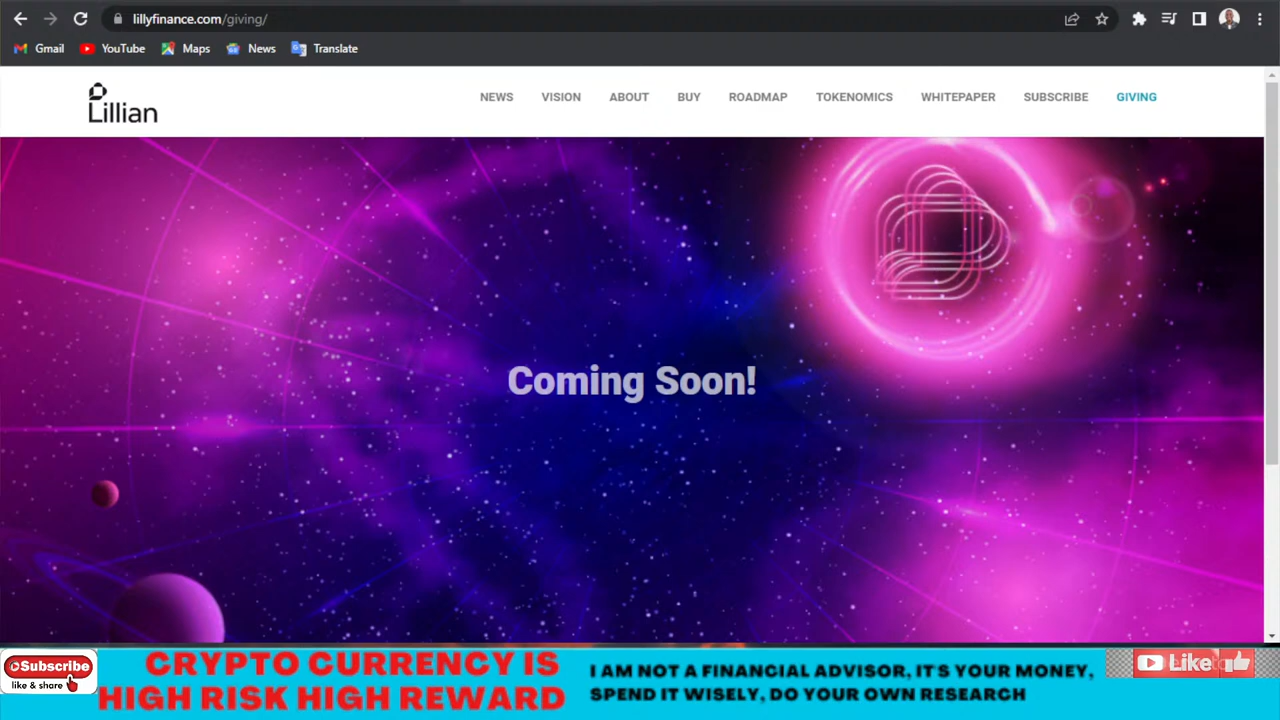 lillyfinance.com/giving/
Gmail YouTube Maps News Translate
Lillian
NEWS VISION ABOUT BUY ROADMAP TOKENOMICS WHITEPAPER SUBSCRIBE GIVING
Coming Soon!
Subscribe
like & share
CRYPTO CURRENCY IS
HIGH RISK HIGH REWARD
I AM NOT A FINANCIAL ADVISOR, IT'S YOUR MONEY,
SPEND IT WISELY, DO YOUR OWN RESEARCH
Like